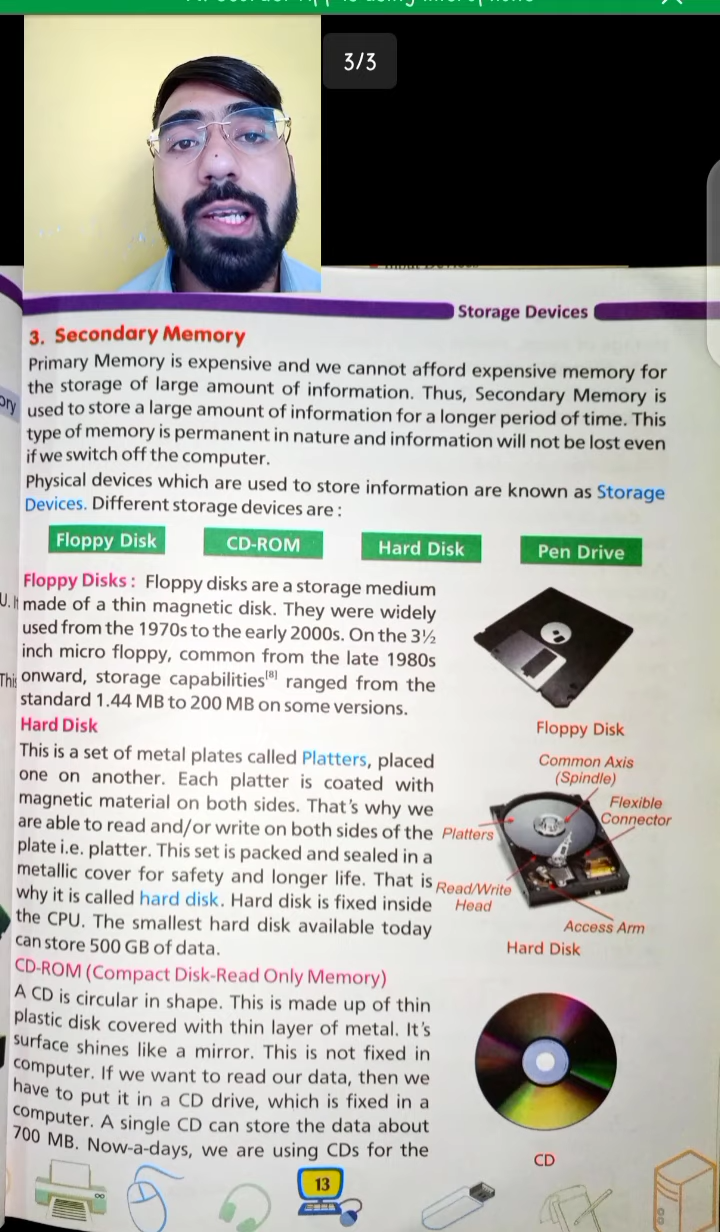 3/3
Storage Devices
3. Secondary Memory
Primary Memory is expensive and we cannot afford expensive memory for
the storage of large amount of information. Thus, Secondary Memory is
used to store a large amount of information for a longer period of time. This
type of memory is permanent in nature and information will not be lost even
if we switch off the computer.
Physical devices which are used to store information are known as Storage
Devices. Different storage devices are :
Floppy Disk
CD-ROM
Hard Disk
Pen Drive
Floppy Disks : Floppy disks are a storage medium
made of a thin magnetic disk. They were widely
used from the 1970s to the early 2000s. On the 3½
inch micro floppy, common from the late 1980s
onward, storage capabilities[8] ranged from the
standard 1.44 MB to 200 MB on some versions.
Floppy Disk
Hard Disk
This is a set of metal plates called Platters, placed
one on another. Each platter is coated with
magnetic material on both sides. That's why we
are able to read and/or write on both sides of the
plate i.e. platter. This set is packed and sealed in a
metallic cover for safety and longer life. That is
why it is called hard disk. Hard disk is fixed inside
the CPU. The smallest hard disk available today
can store 500 GB of data.
Common Axis
(Spindle)
Flexible
Connector
Platters
Read/Write
Head
Access Arm
Hard Disk
CD-ROM (Compact Disk-Read Only Memory)
A CD is circular in shape. This is made up of thin
plastic disk covered with thin layer of metal. It's
surface shines like a mirror. This is not fixed in
computer. If we want to read our data, then we
have to put it in a CD drive, which is fixed in a
computer. A single CD can store the data about
700 MB. Now-a-days, we are using CDs for the
CD
13